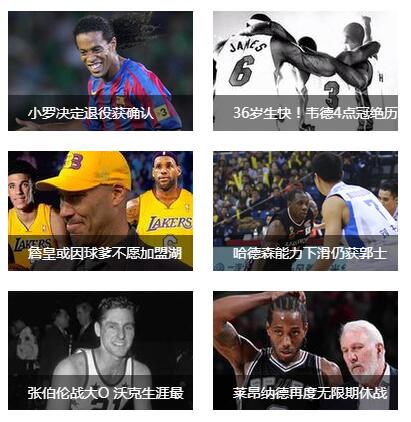 小罗决定退役获确认
JAMES
6
3
36岁生快！韦德4点冠绝历
LAKERS
LAKERS
6
詹皇或因球爹不愿加盟湖
7
哈德森能力下滑仍获郭士
张伯伦战大O 沃克生涯最
莱昂纳德再度无限期休战